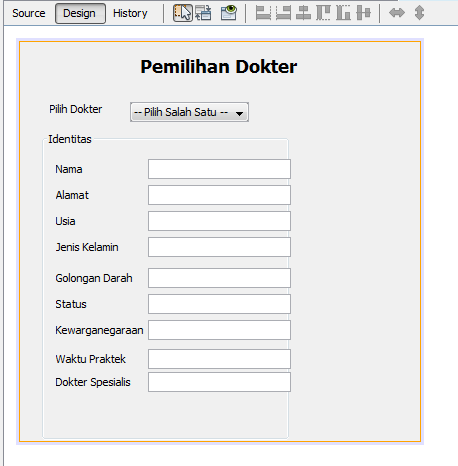 Source Design History
Pemilihan Dokter
Pilih Dokter -- Pilih Salah Satu --
Identitas
Nama
Alamat
Usia
Jenis Kelamin
Golongan Darah
Status
Kewarganegaraan
Waktu Praktek
Dokter Spesialis